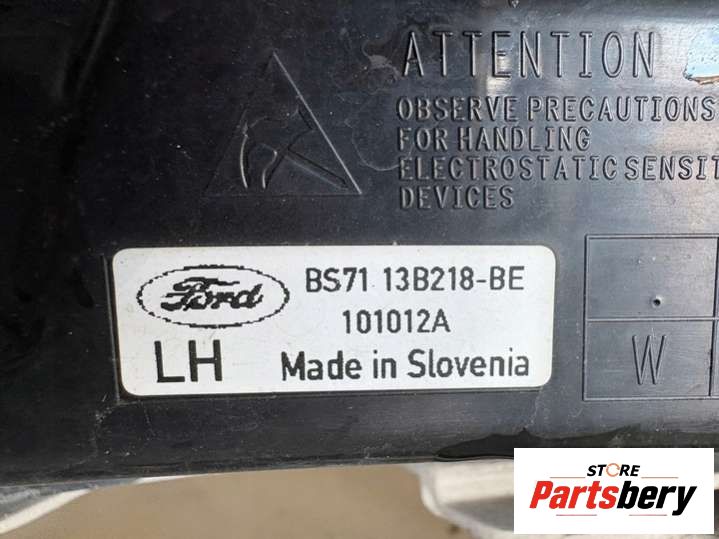 ATTENTION
OBSERVE PRECAUTIONS
FOR HANDLING
ELECTROSTATIC SENSIT
DEVICES
Ford
BS71 13B218-BE
101012A
LH Made in Slovenia
W
STORE
Partsbery